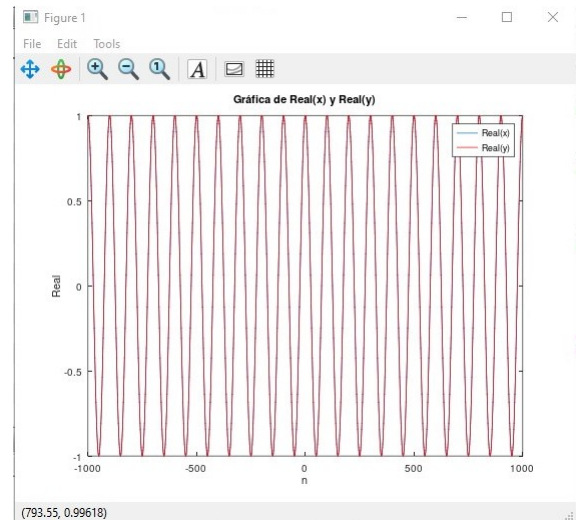 Figure 1
File Edit Tools
A
Gráfica de Real(x) y Real(y)
Real(x)
Real(y)
1
0.5
0
-0.5
-1
Real
-1000 -500 0 500 1000
n
(793.55, 0.99618)